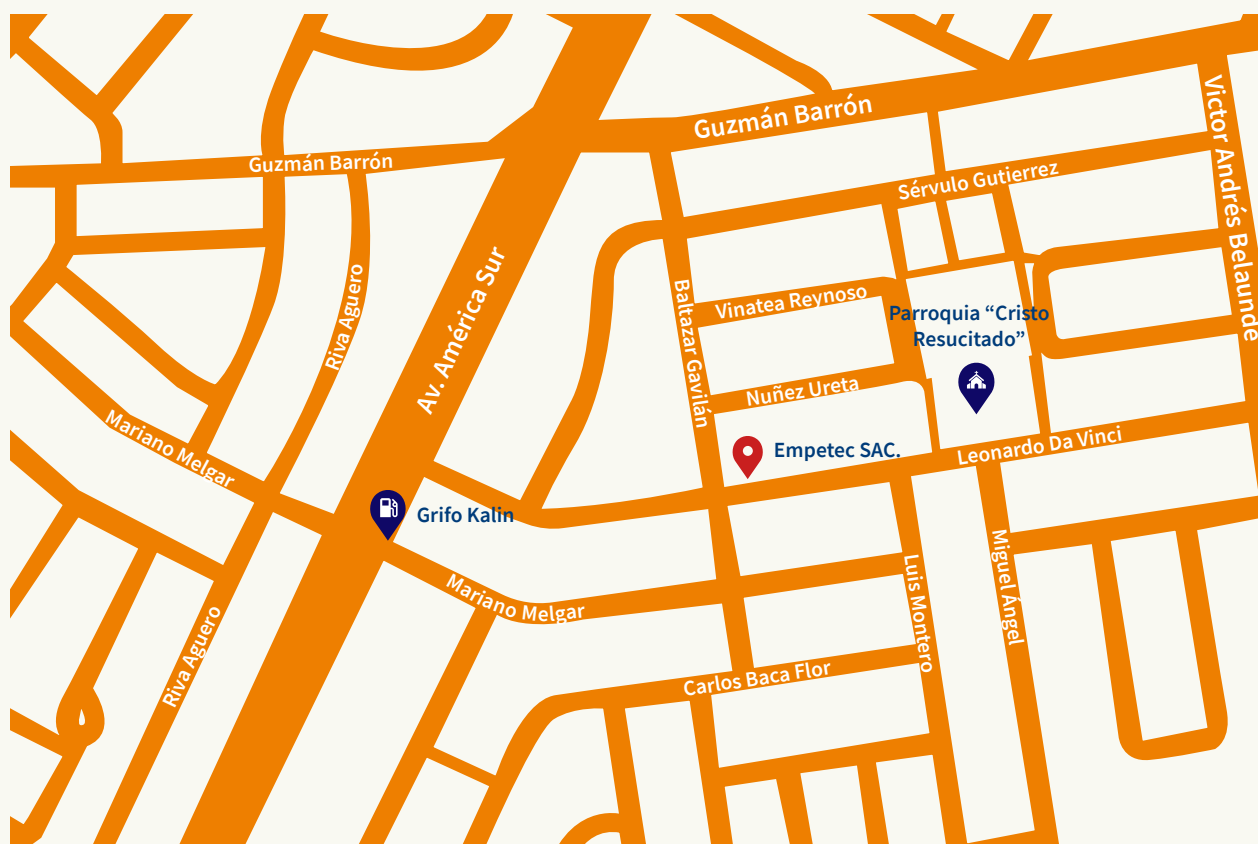 Guzmán Barrón
Victor Andrés Belaunde
Guzmán Barrón
Sérvulo Gutierrez
Av. América Sur
Riva Aguero
Baltazar Gavilán
Vinatea Reynoso
Parroquia “Cristo
Resucitado”
Nuñez Ureta
Mariano Melgar
Empetec SAC.
Leonardo Da Vinci
Grifo Kalin
Mariano Melgar
Luis Montero
Miguel Ángel
Riva Aguero
Carlos Baca Flor